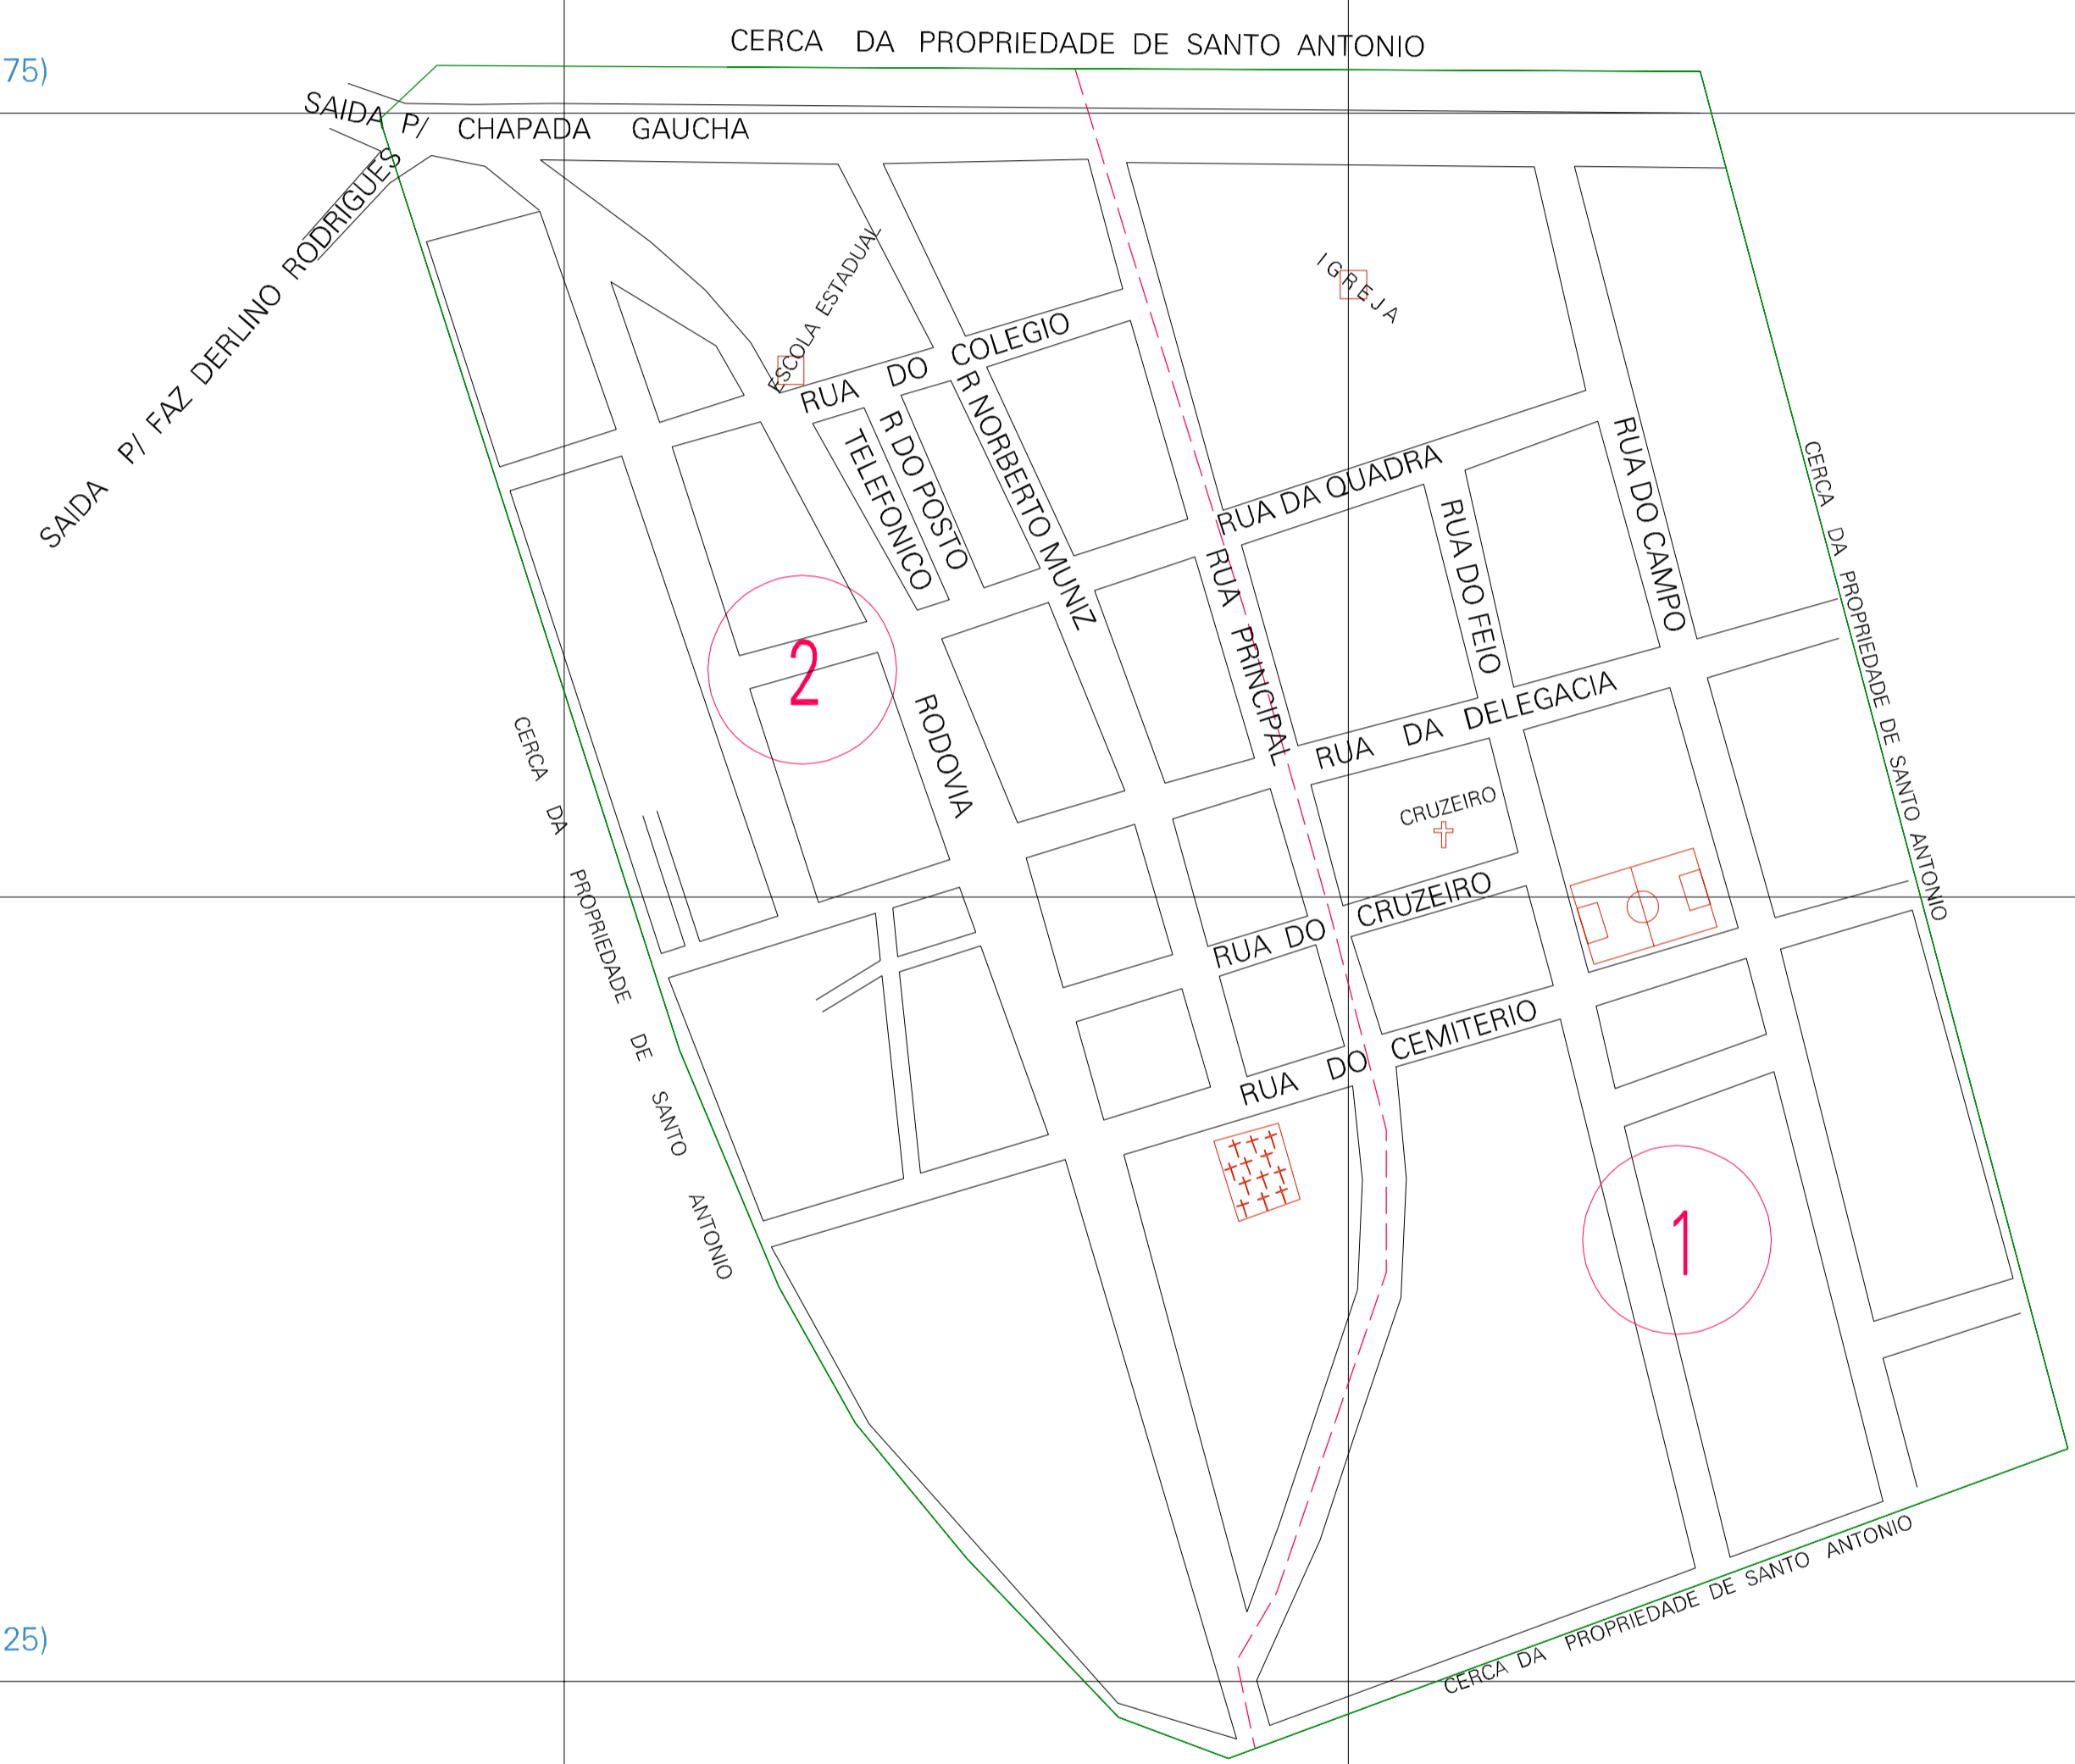 CERCA DA PROPRIEDADE DE SANTO ANTONIO
75)
SAIDA P/ CHAPADA GAUCHA
SAIDA P/ FAZ DERLINO RODRIGUES
ESCOLA ESTADUAL
IGREJA
RUA DO COLEGIO
R NORBERTO MUNIZ
R DO POSTO
TELEFONICO
RUA DA QUADRA
RUA DO CAMPO
RUA DO FEIO
CERCA DA PROPRIEDADE DE SANTO ANTONIO
RUA PRINCIPAL
2
RODOVIA
RUA DA DELEGACIA
CRUZEIRO
CERCA DA PROPRIEDADE DE SANTO ANTONIO
RUA DO CRUZEIRO
RUA DO CEMITERIO
1
CERCA DA PROPRIEDADE DE SANTO ANTONIO
25)